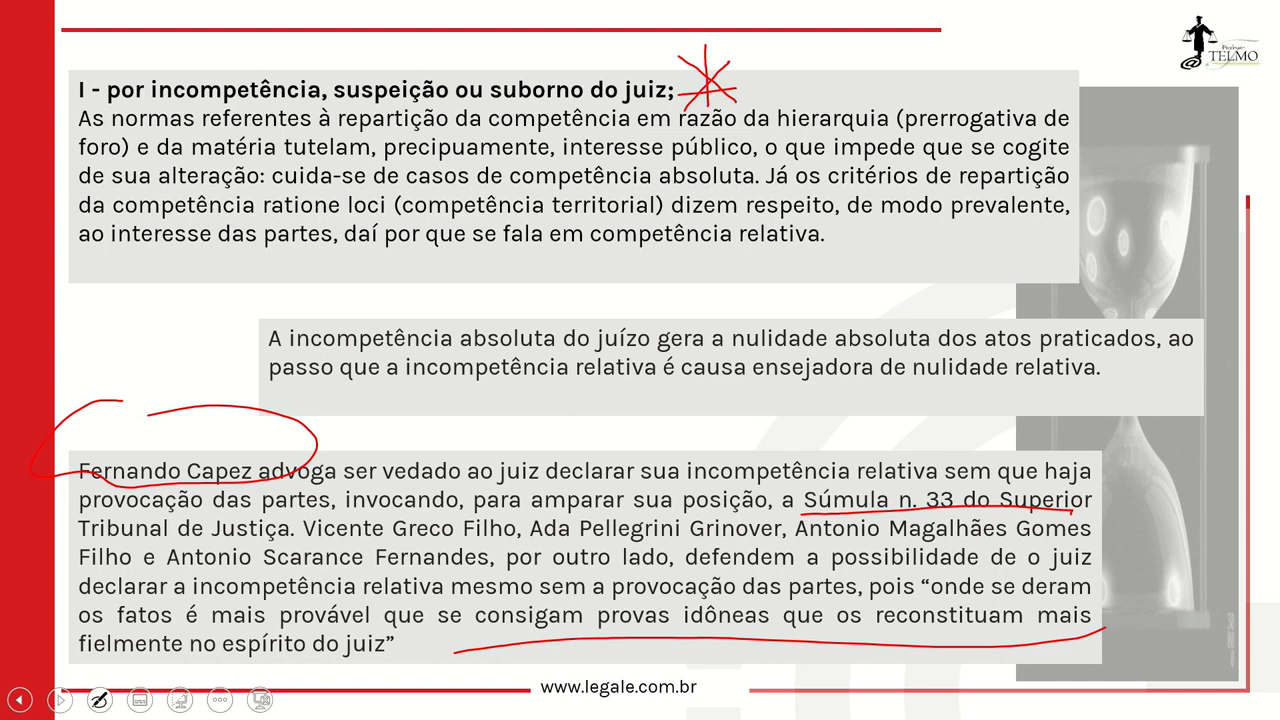 Professor
TELMO
I - por incompetência, suspeição ou suborno do juiz;
As normas referentes à repartição da competência em razão da hierarquia (prerrogativa de
foro) e da matéria tutelam, precipuamente, interesse público, o que impede que se cogite
de sua alteração: cuida-se de casos de competência absoluta. Já os critérios de repartição
da competência ratione loci (competência territorial) dizem respeito, de modo prevalente,
ao interesse das partes, daí por que se fala em competência relativa.
A incompetência absoluta do juízo gera a nulidade absoluta dos atos praticados, ao
passo que a incompetência relativa é causa ensejadora de nulidade relativa.
Fernando Capez advoga ser vedado ao juiz declarar sua incompetência relativa sem que haja
provocação das partes, invocando, para amparar sua posição, a Súmula n. 33 do Superior
Tribunal de Justiça. Vicente Greco Filho, Ada Pellegrini Grinover, Antonio Magalhães Gomes
Filho e Antonio Scarance Fernandes, por outro lado, defendem a possibilidade de o juiz
declarar a incompetência relativa mesmo sem a provocação das partes, pois “onde se deram
os fatos é mais provável que se consigam provas idôneas que os reconstituam mais
fielmente no espírito do juiz”
www.legale.com.br